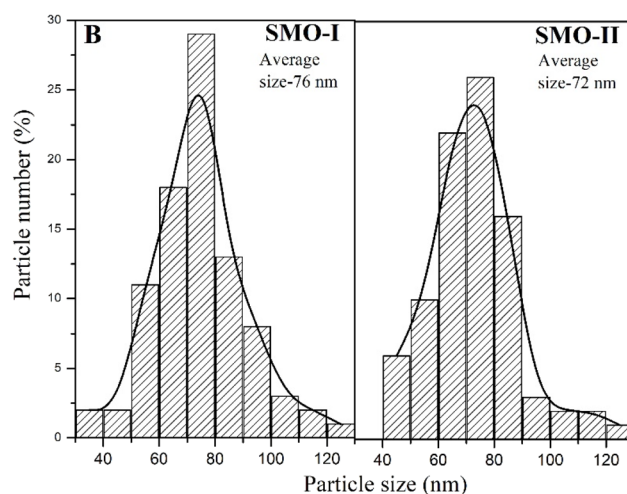 B
SMO-I
Average
size-76 nm
SMO-II
Average
size-72 nm
Particle number (%)
30
25
20
15
10
5
0
40 60 80 100 120
40 60 80 100 120
Particle size (nm)